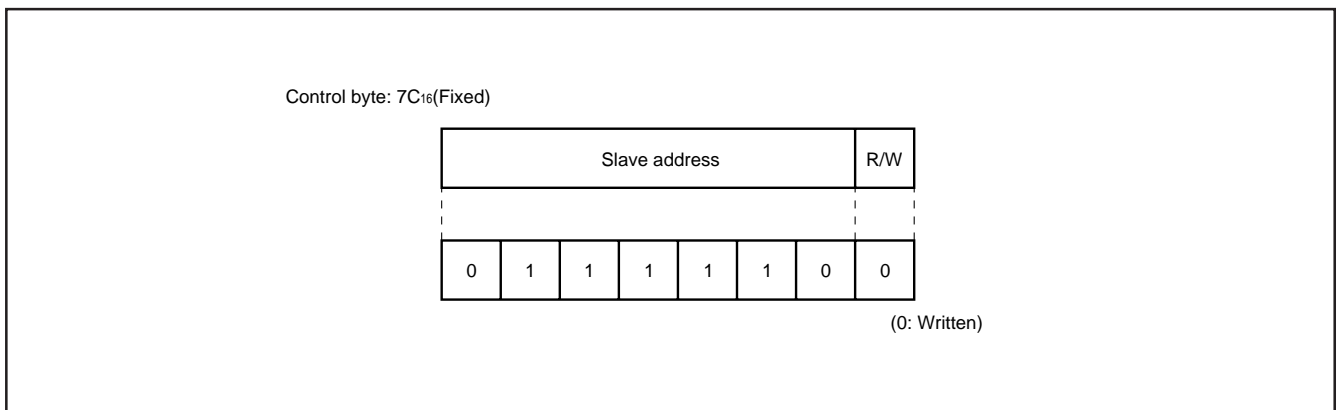 Control byte: 7C16(Fixed)
Slave address R/W
0 1 1 1 1 1 0 0
(0: Written)